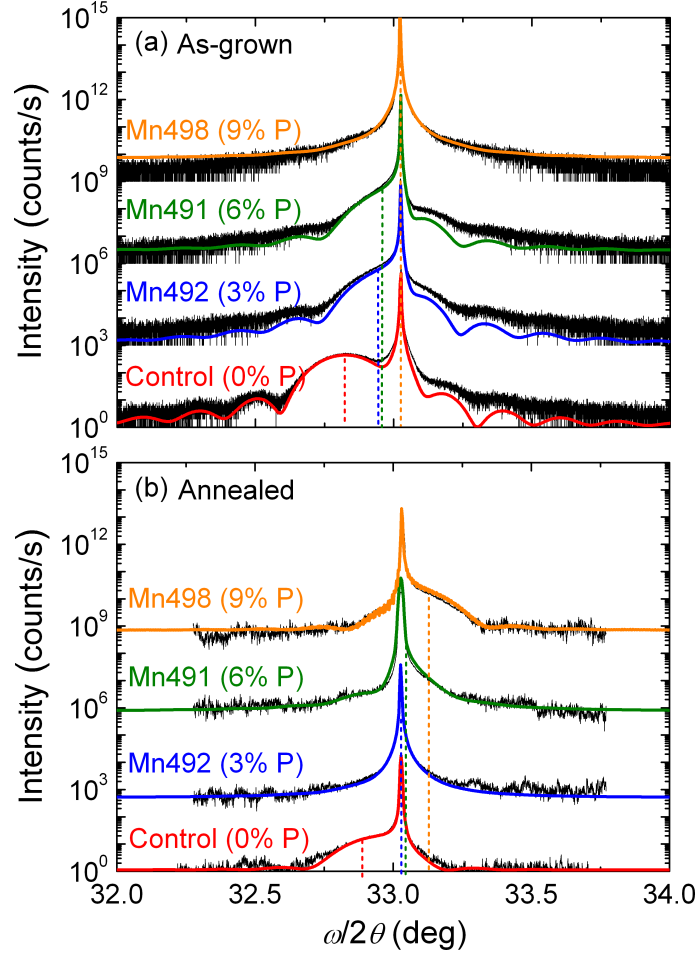 (a) As-grown
10^15
10^12
10^9
10^6
10^3
10^0
Intensity (counts/s)
Mn498 (9% P)
Mn491 (6% P)
Mn492 (3% P)
Control (0% P)
(b) Annealed
10^15
10^12
10^9
10^6
10^3
10^0
Intensity (counts/s)
Mn498 (9% P)
Mn491 (6% P)
Mn492 (3% P)
Control (0% P)
32.0 32.5 33.0 33.5 34.0
ω/2θ (deg)